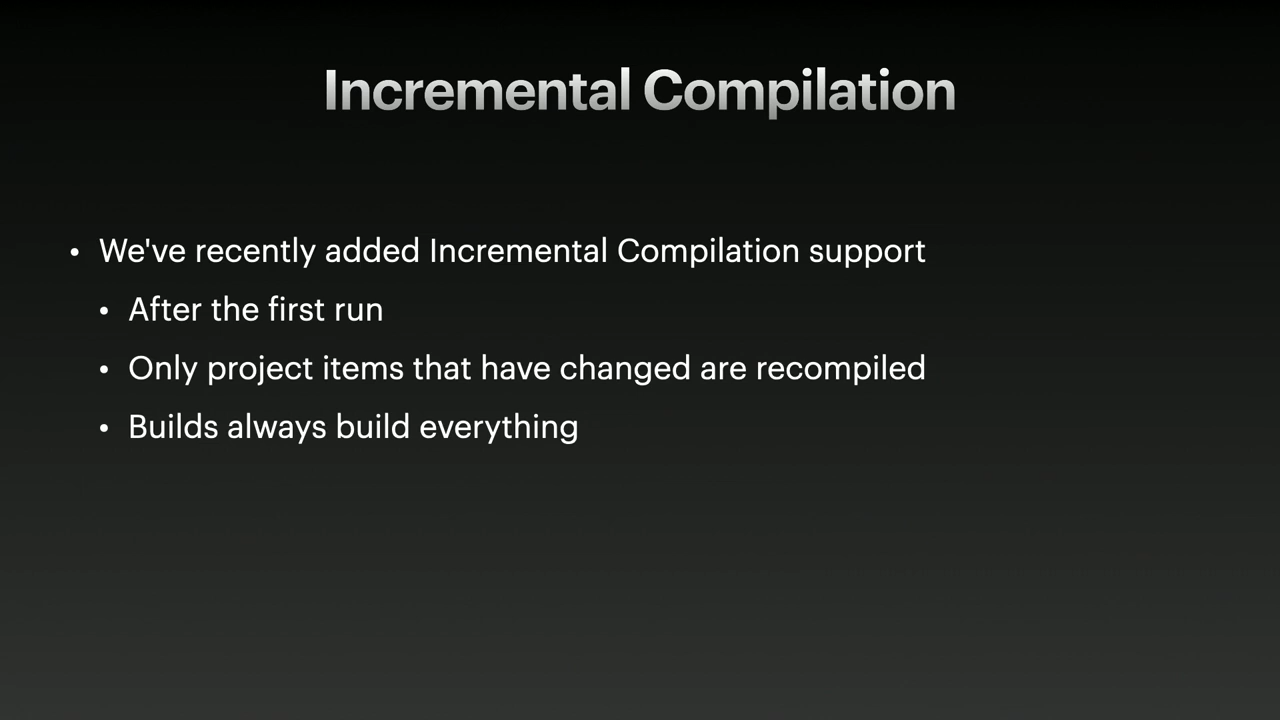 Incremental Compilation
• We've recently added Incremental Compilation support
• After the first run
• Only project items that have changed are recompiled
• Builds always build everything